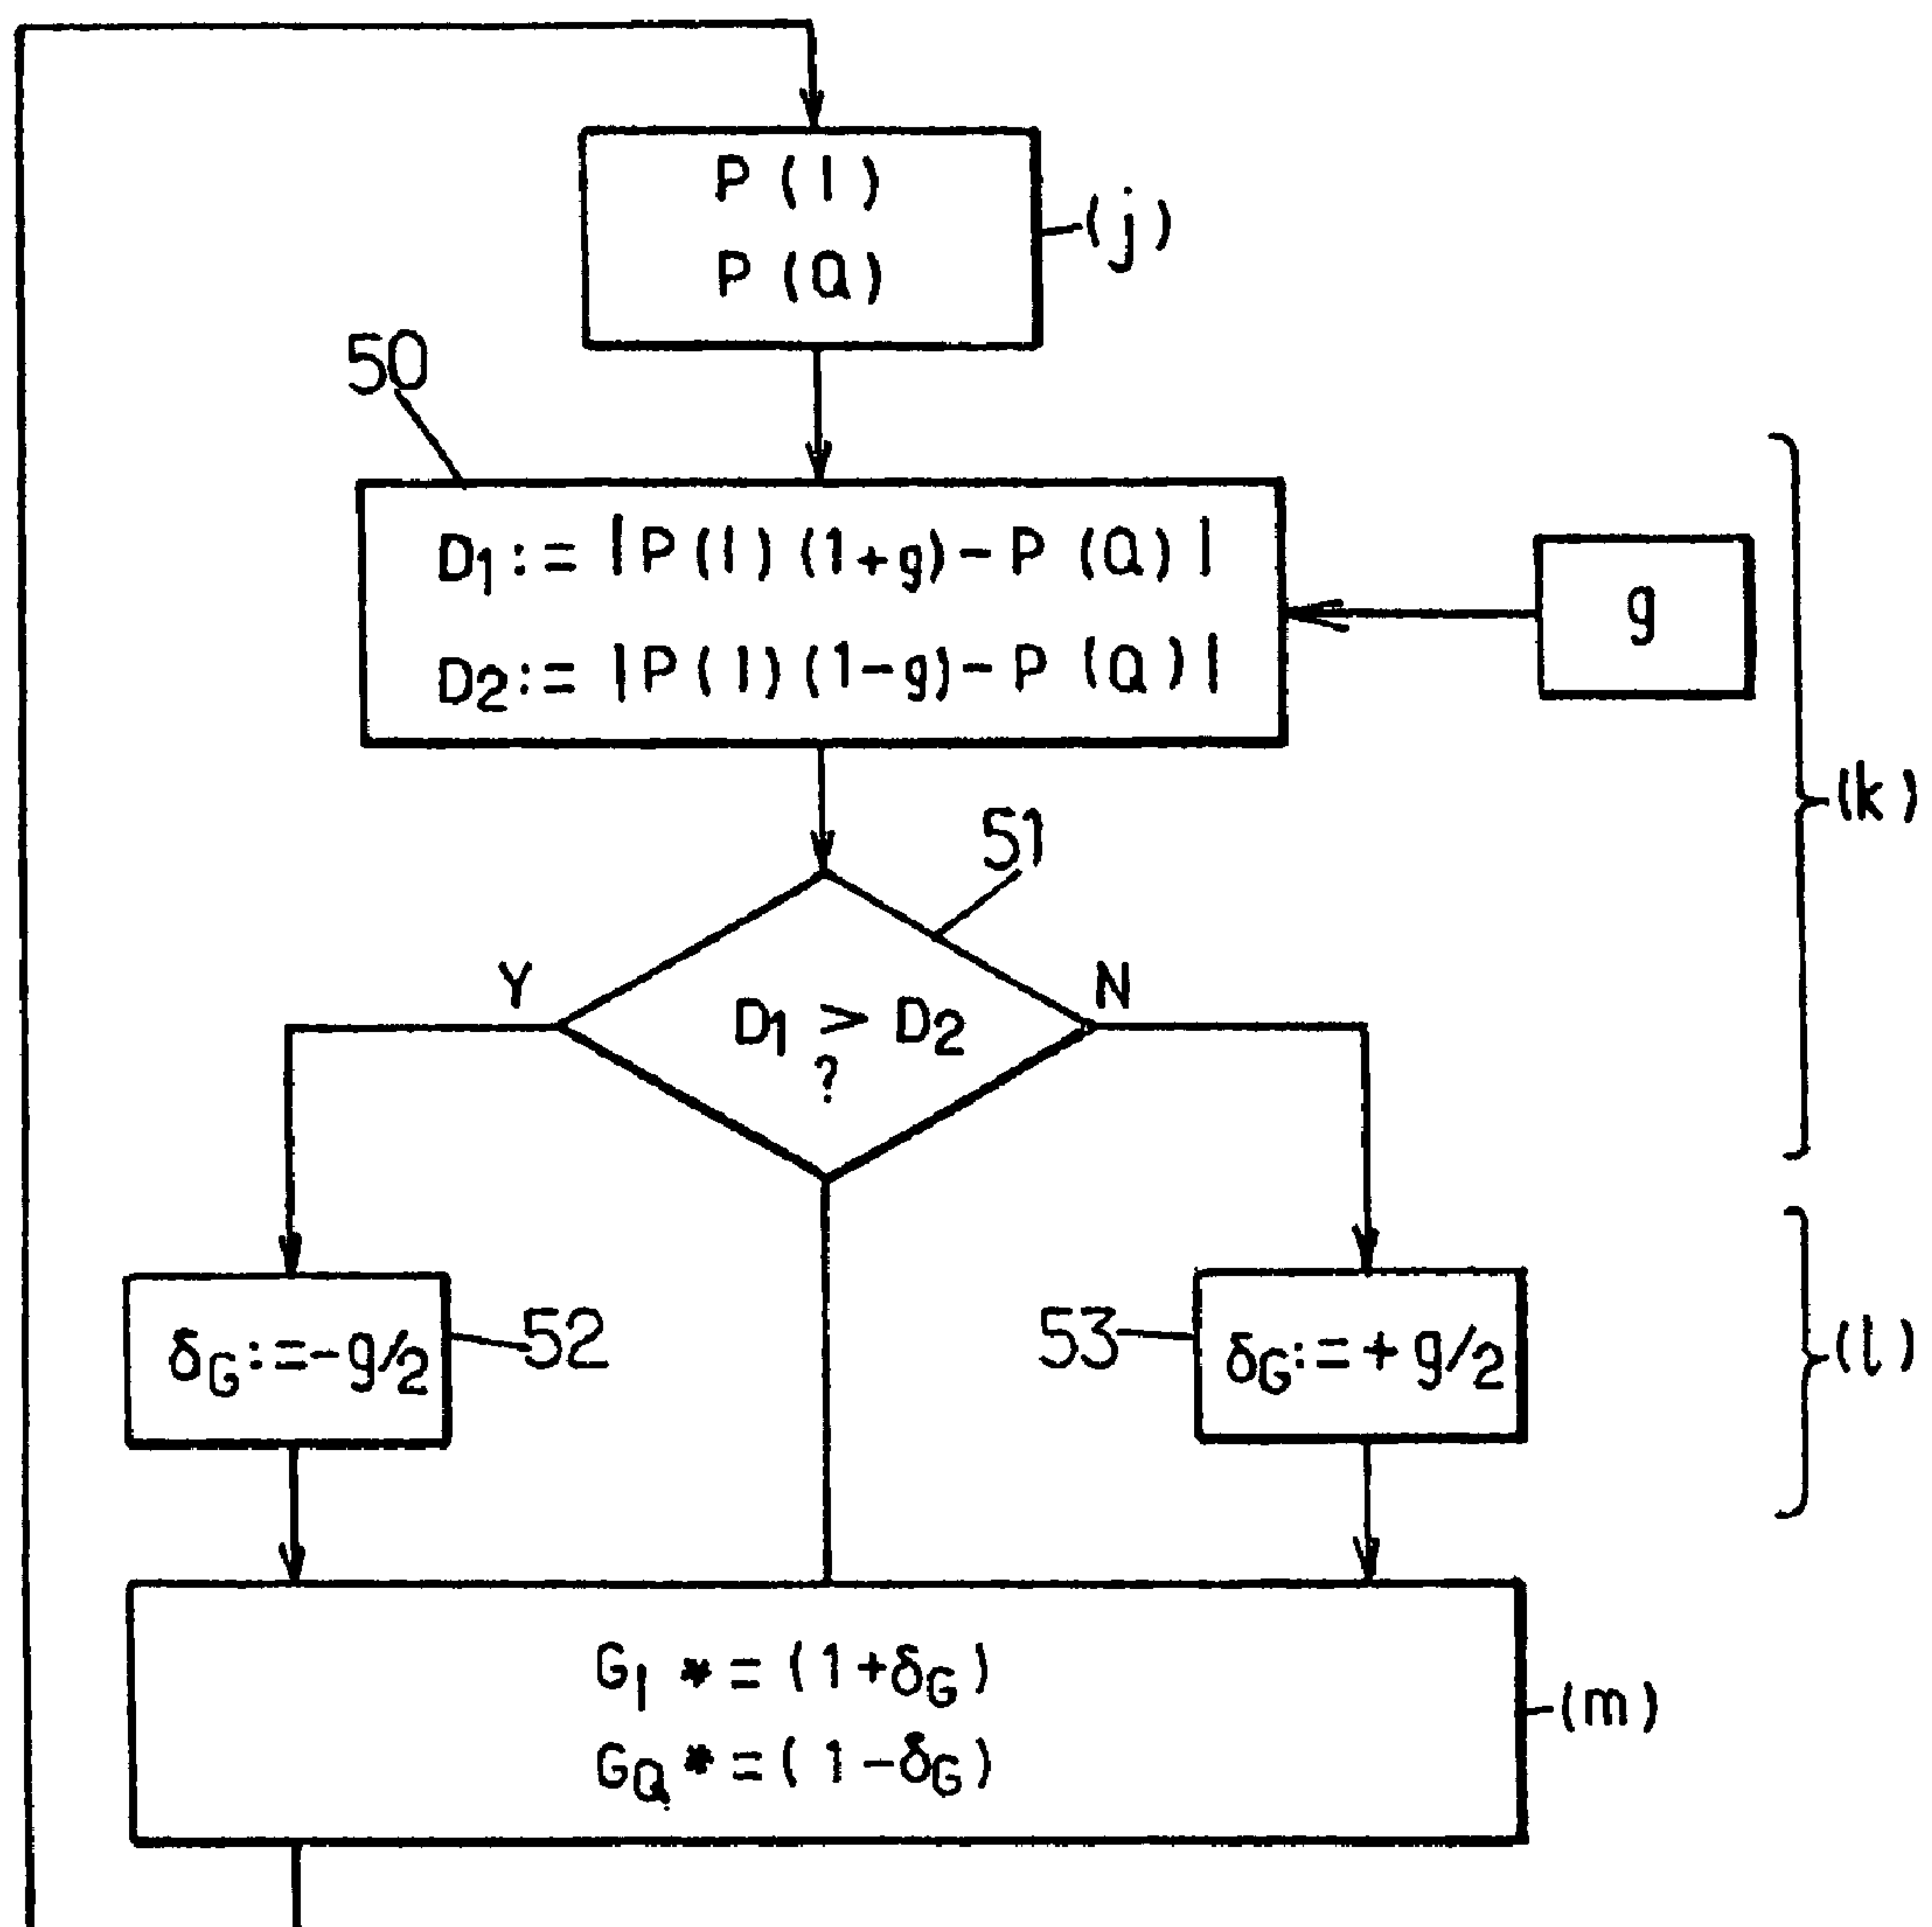 P (I)
P (Q)
(j)
50
D1 := |P(I)(1+g)-P(Q)|
D2 := |P(I)(1-g)-P(Q)|
g
(k)
51
Y
N
D1 > D2
?
δG:=-g/2
52
53
δG:=+g/2
(l)
GI *=(1+δG)
GQ *=(1-δG)
(m)